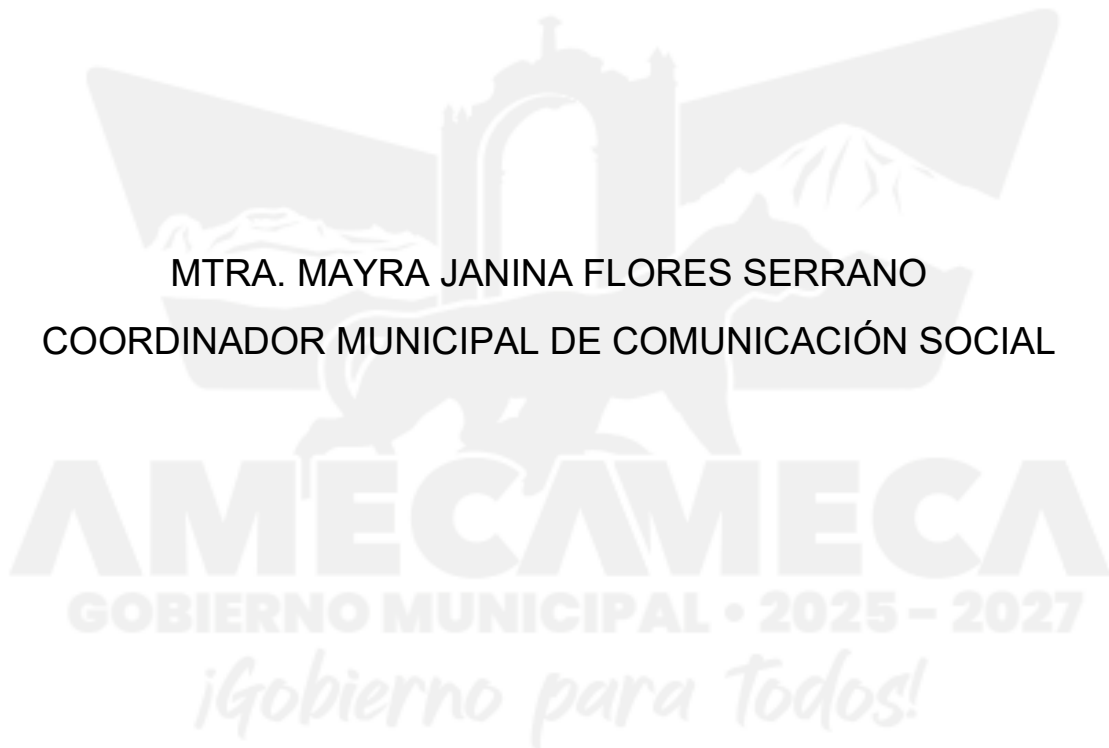 MTRA. MAYRA JANINA FLORES SERRANO
COORDINADOR MUNICIPAL DE COMUNICACIÓN SOCIAL
AMECAMECA
GOBIERNO MUNICIPAL • 2025 – 2027
¡Gobierno para Todos!